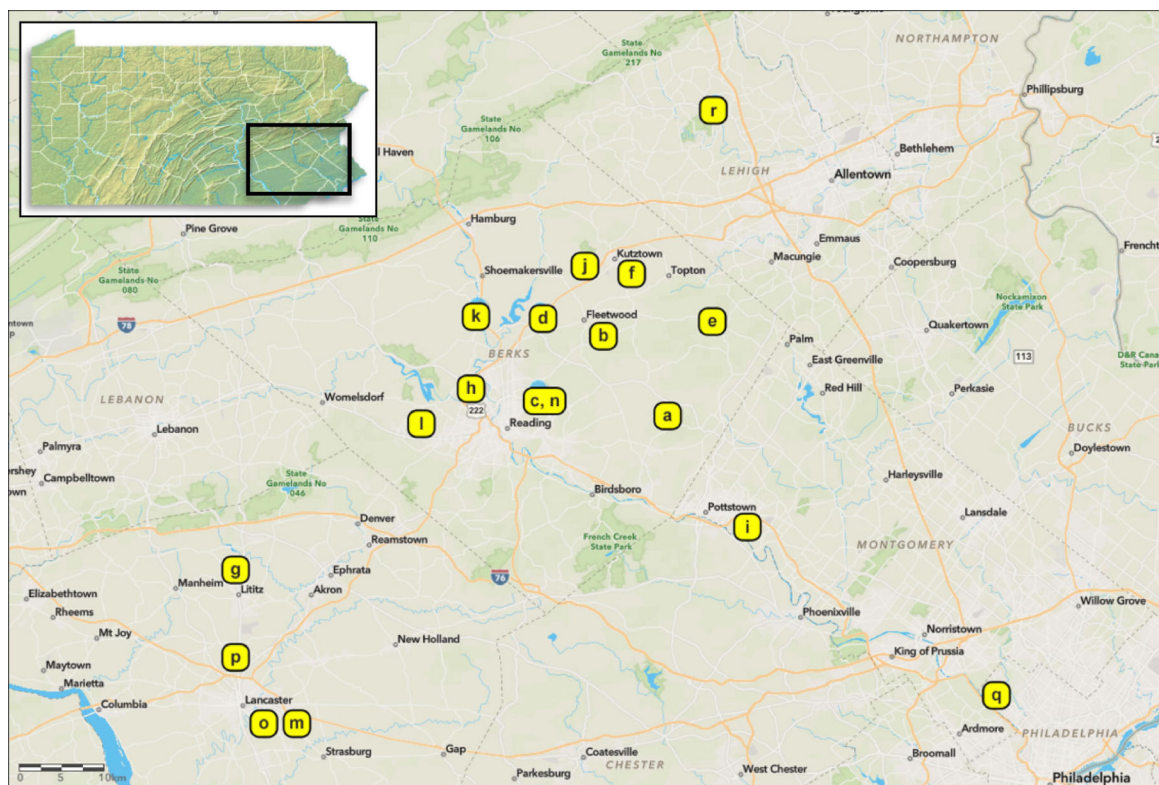 NORTHAMPTON
State
Gamelands No
217
Phillipsburg
r
State
Gamelands No
106
Bethlehem
l Haven
LEHIGH
Allentown
Hamburg
State
Gamelands No
110
Pine Grove
Emmaus
Kutztown
Macungie
Coopersburg
Frencht
j
f
Topton
Shoemakersville
State
Gamelands No
080
Nockamixon
State Park
k
d
Fleetwood
e
ntown
p
78
b
Quakertown
Palm
113
D&R Cana
State Park
BERKS
East Greenville
h
Red Hill
Perkasie
Womelsdorf
LEBANON
c, n
222
a
l
Reading
BUCKS
Lebanon
Palmyra
Doylestown
ershey
Campbelltown
town
State
Gamelands No
046
Harleysville
Birdsboro
Pottstown
Lansdale
Denver
i
French Creek
State Park
Reamstown
MONTGOMERY
g
Ephrata
76
Manheim
Lititz
Akron
Elizabethtown
Willow Grove
Rheems
Phoenixville
Mt Joy
New Holland
Norristown
p
King of Prussia
Maytown
Marietta
q
Columbia
Lancaster
o
m
Ardmore
PHILADELPHIA
Strasburg
Gap
Coatesville
Broomall
CHESTER
0 5 10km
Parkesburg
West Chester
Philadelphia